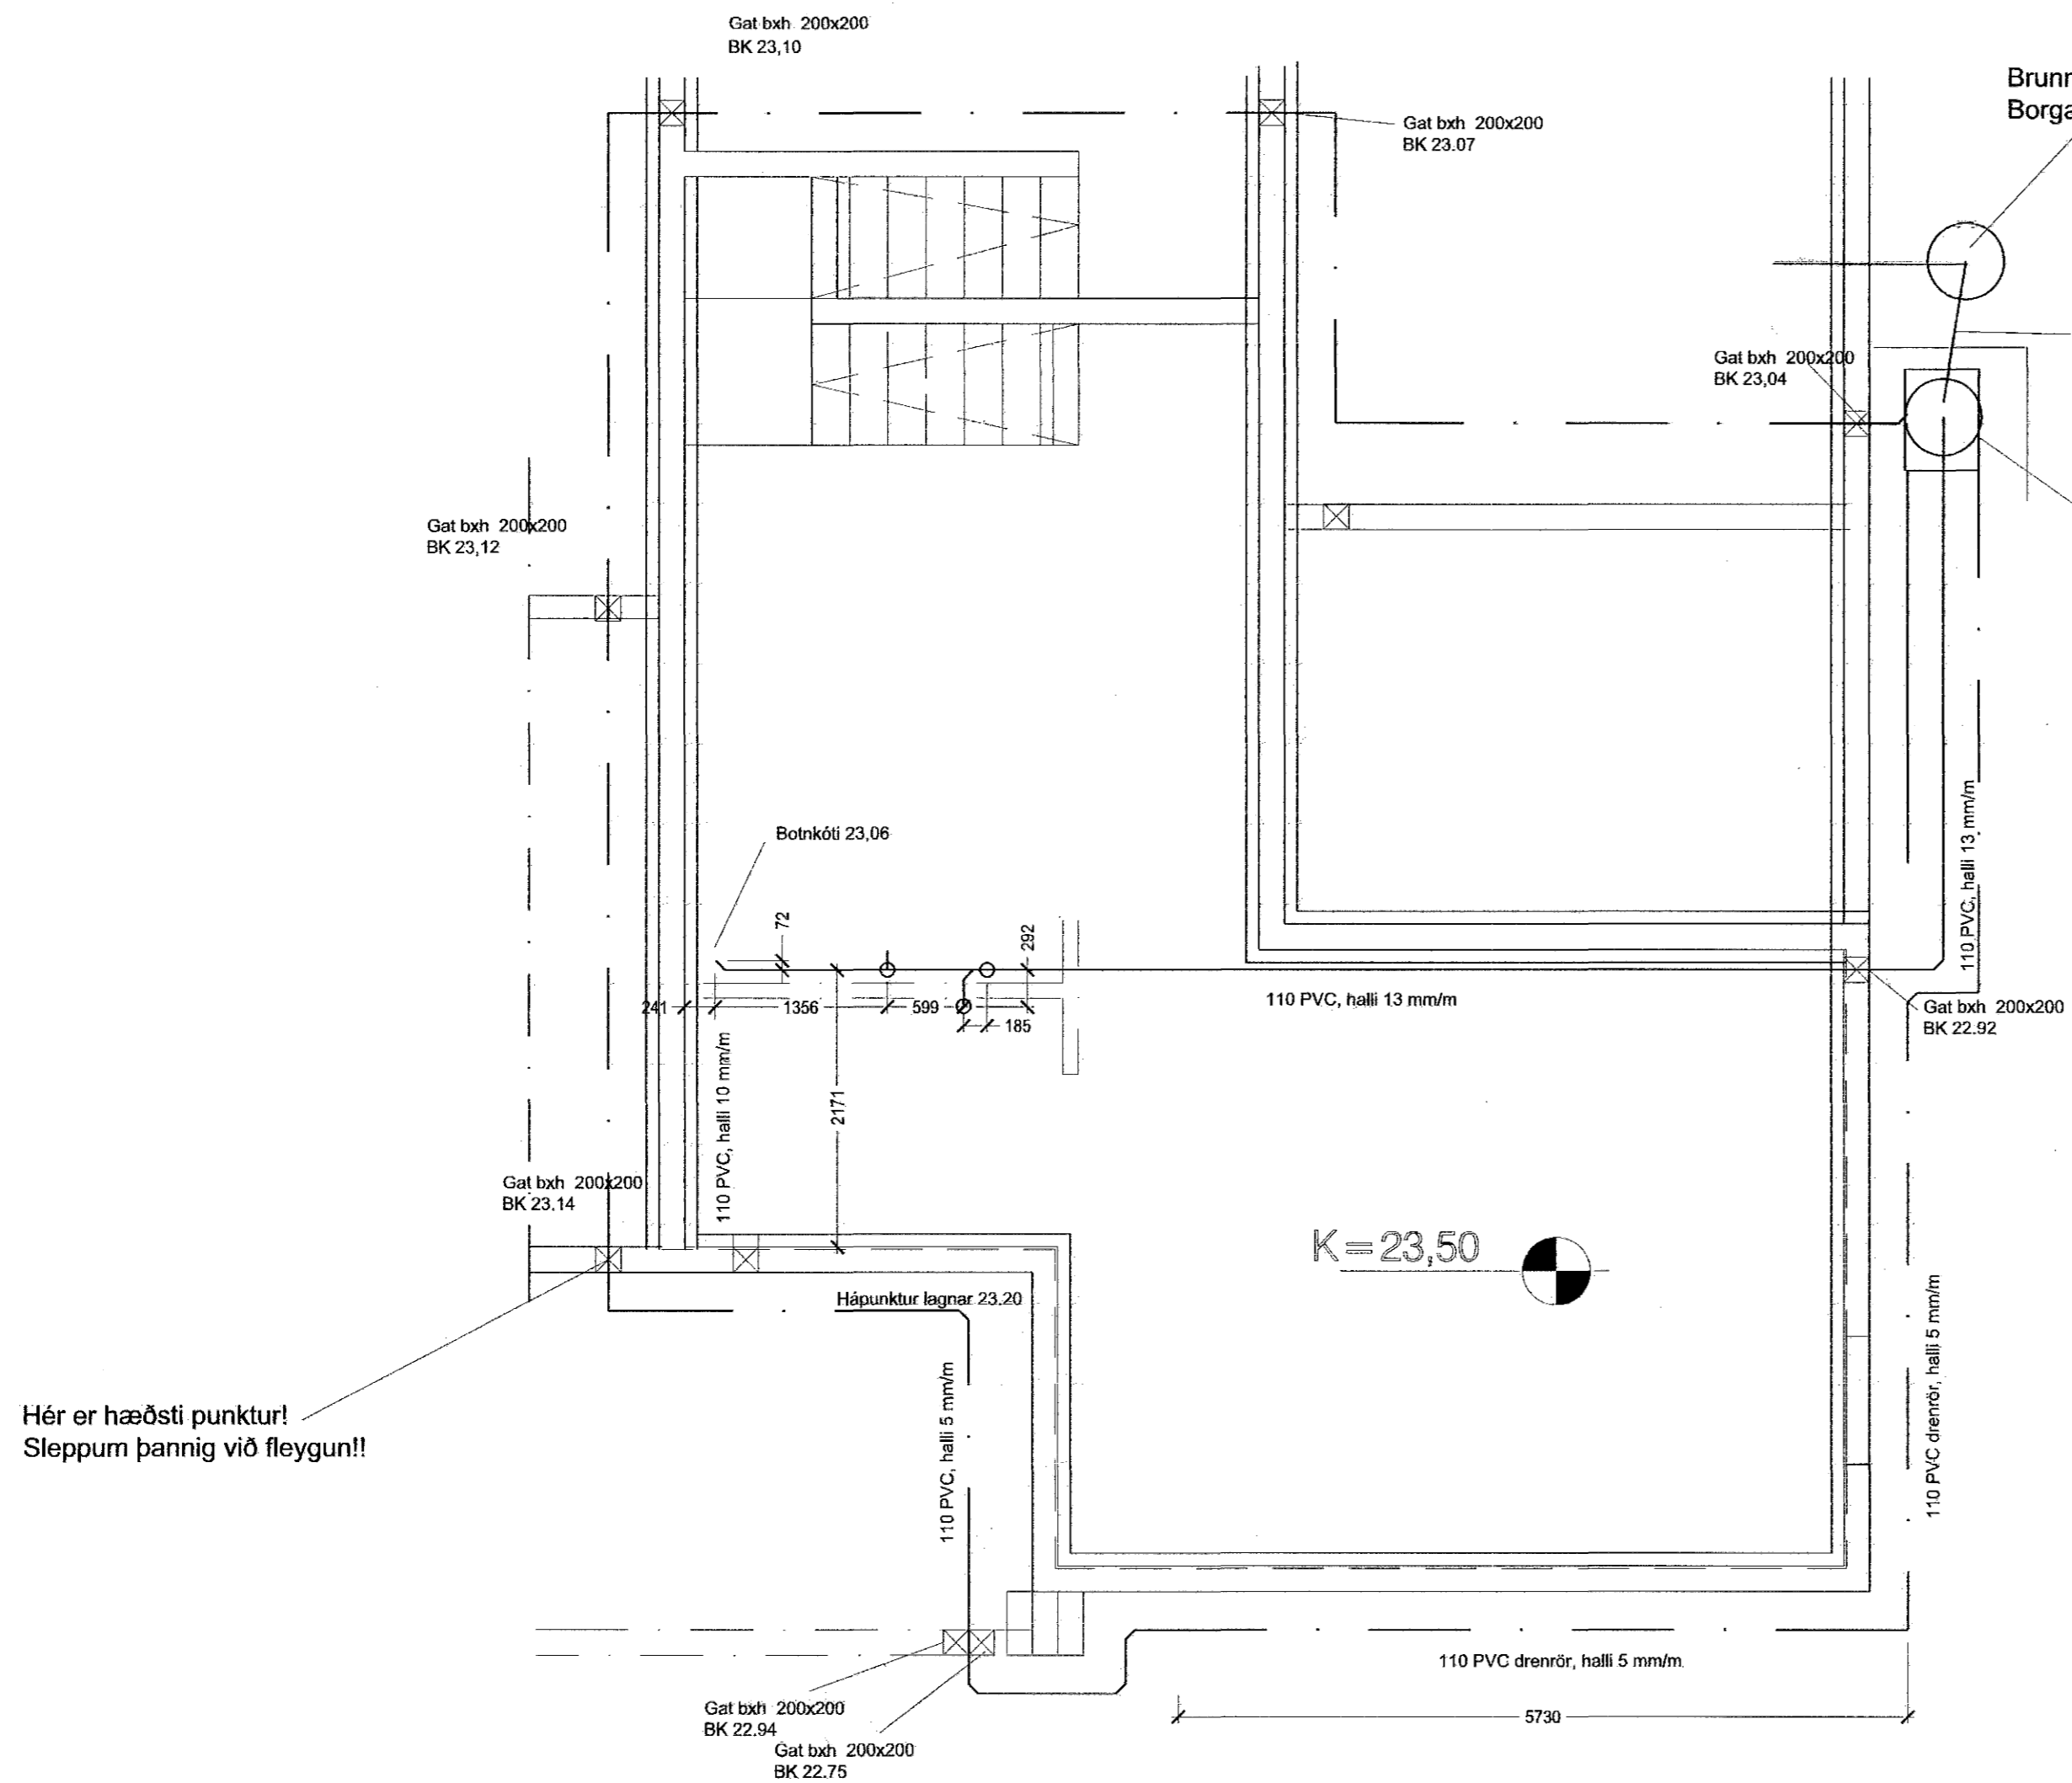 Gat bxh 200x200
BK 23,10
Brunn
Borga
Gat bxh 200x200
BK 23.07
Gat bxh 200x200
BK 23,04
Gat bxh 200x200
BK 23,12
Botnkóti 23,06
72
292
241
1356
599
185
2171
110 PVC, halli 10 mm/m
110 PVC, halli 13 mm/m
110 PVC, halli 13 mm/m
Gat bxh 200x200
BK 22.92
Gat bxh 200x200
BK 23.14
K=23,50
Hápunktur lagnar 23.20
110 PVC, halli 5 mm/m
110 PVC drenrör, halli 5 mm/m
Hér er hæðsti punktur!
Sleppum þannig við fleygun!!
110 PVC drenrör, halli 5 mm/m
5730
Gat bxh 200x200
BK 22.94
Gat bxh 200x200
BK 22.75